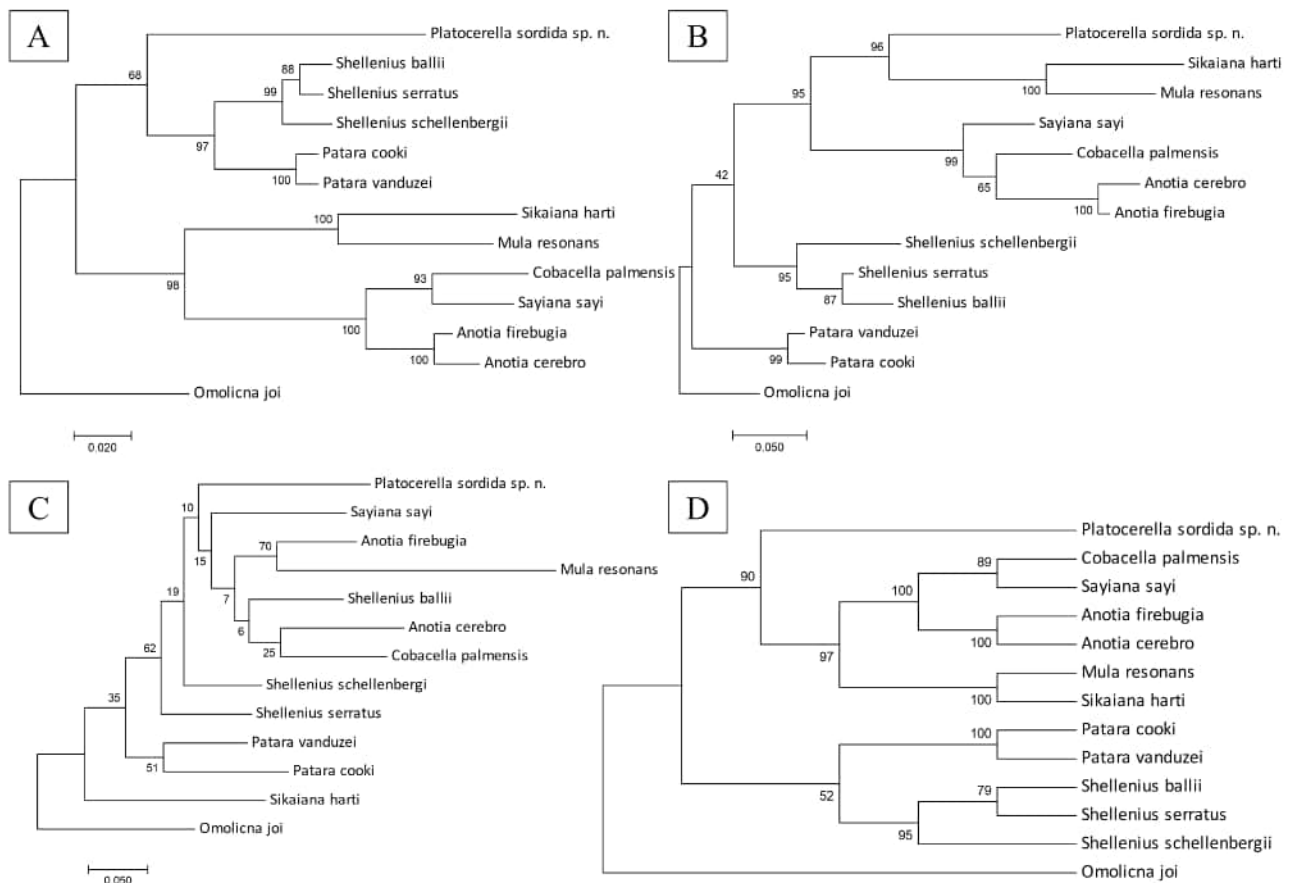 A
68
Platocerella sordida sp. n.
88
Shellenius ballii
99
Shellenius serratus
Shellenius schellenbergii
97
Patara cooki
100
Patara vanduzei
100
Sikaiana harti
Mula resonans
98
93
Cobacella palmensis
Sayiana sayi
100
Anotia firebugia
100
Anotia cerebro
Omolicna joi
0.020
B
96
Platocerella sordida sp. n.
Sikaiana harti
100
Mula resonans
95
Sayiana sayi
99
Cobacella palmensis
65
Anotia cerebro
100
Anotia firebugia
42
Shellenius schellenbergii
95
Shellenius serratus
87
Shellenius ballii
Patara vanduzei
99
Patara cooki
Omolicna joi
0.050
C
10
Platocerella sordida sp. n.
Sayiana sayi
15
70
Anotia firebugia
Mula resonans
7
19
Shellenius ballii
6
Anotia cerebro
25
Cobacella palmensis
62
Shellenius schellenbergi
Shellenius serratus
35
Patara vanduzei
51
Patara cooki
Sikaiana harti
Omolicna joi
0.050
D
90
Platocerella sordida sp. n.
89
Cobacella palmensis
100
Sayiana sayi
Anotia firebugia
100
Anotia cerebro
97
Mula resonans
100
Sikaiana harti
100
Patara cooki
Patara vanduzei
52
79
Shellenius ballii
Shellenius serratus
95
Shellenius schellenbergii
Omolicna joi